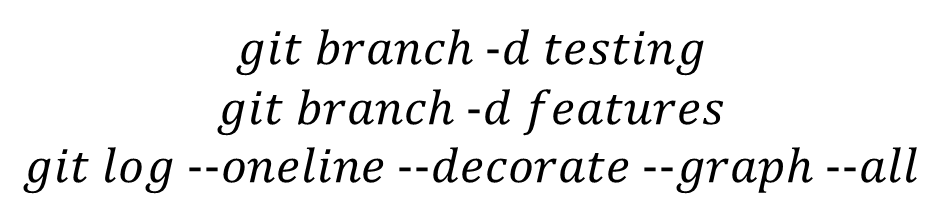 git branch -d testing
git branch -d features
git log --oneline --decorate --graph --all